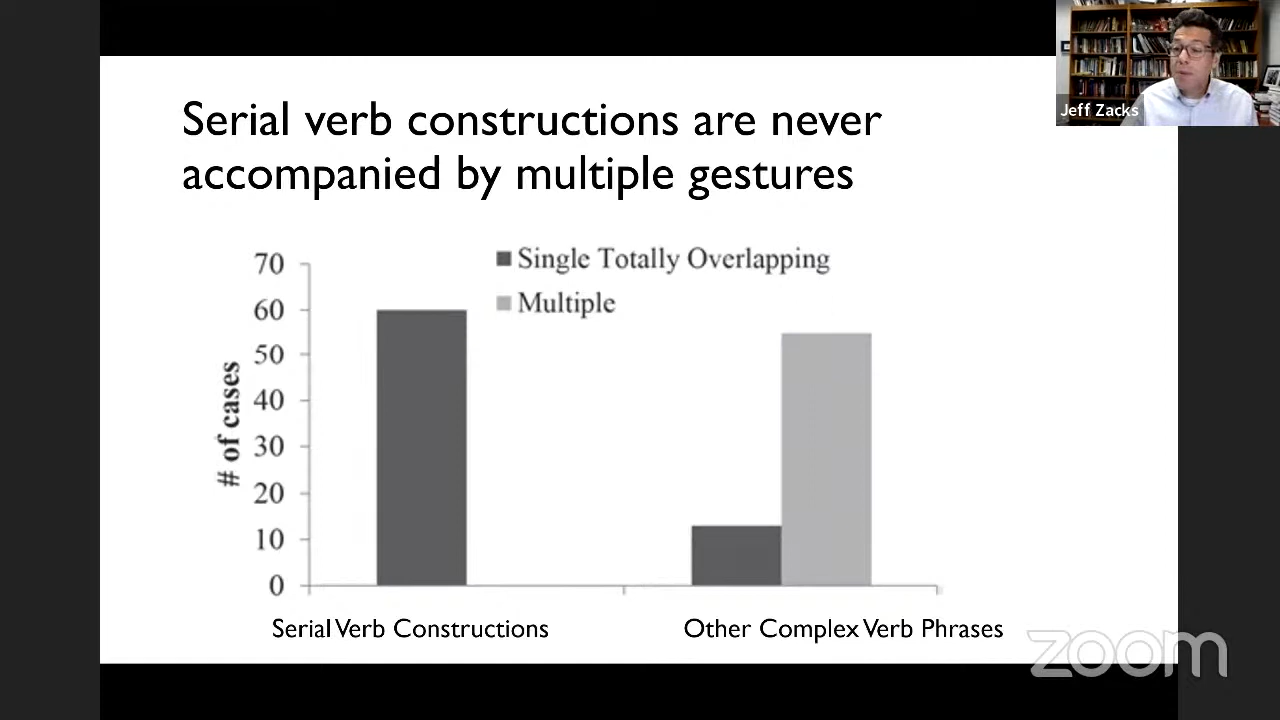 Jeff Zacks
Serial verb constructions are never
accompanied by multiple gestures
Single Totally Overlapping
Multiple
# of cases
70
60
50
40
30
20
10
0
Serial Verb Constructions
Other Complex Verb Phrases
zoom